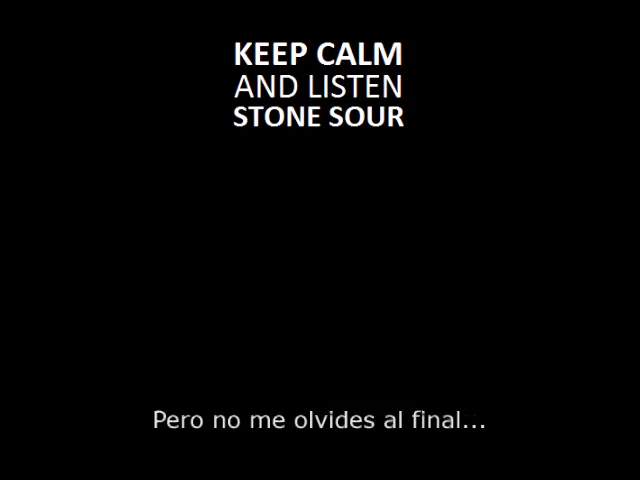 KEEP CALM
AND LISTEN
STONE SOUR
Pero no me olvides al final...